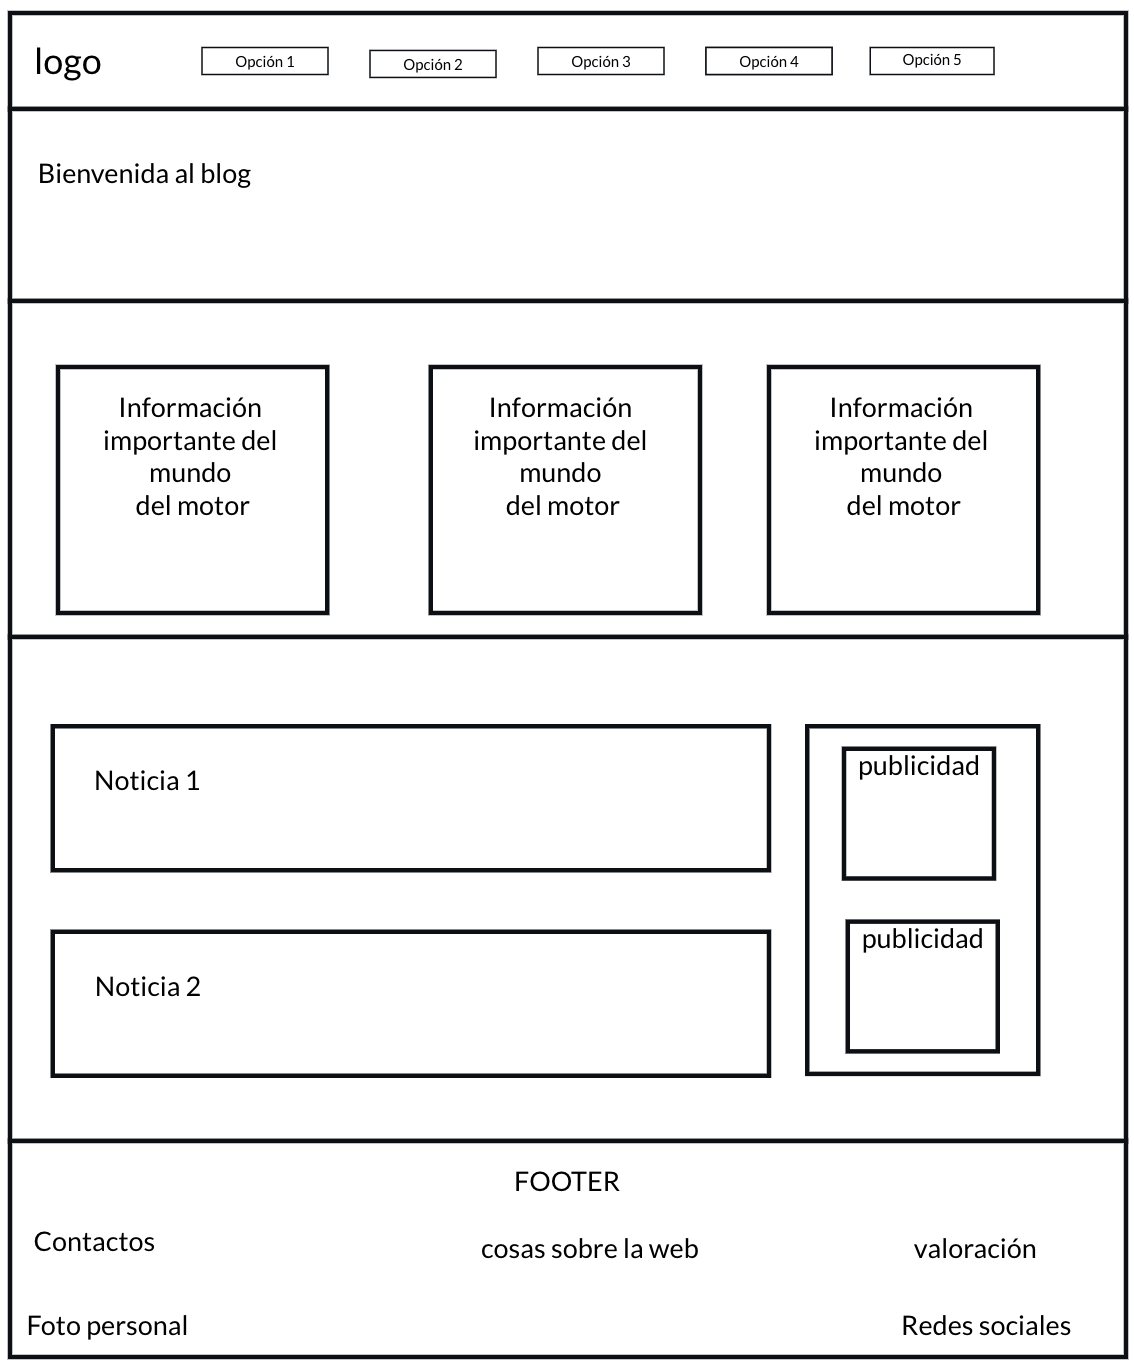 logo
Opción 1
Opción 2
Opción 3
Opción 4
Opción 5
Bienvenida al blog
Información
importante del
mundo
del motor
Información
importante del
mundo
del motor
Información
importante del
mundo
del motor
Noticia 1
publicidad
Noticia 2
publicidad
FOOTER
Contactos
cosas sobre la web
valoración
Foto personal
Redes sociales